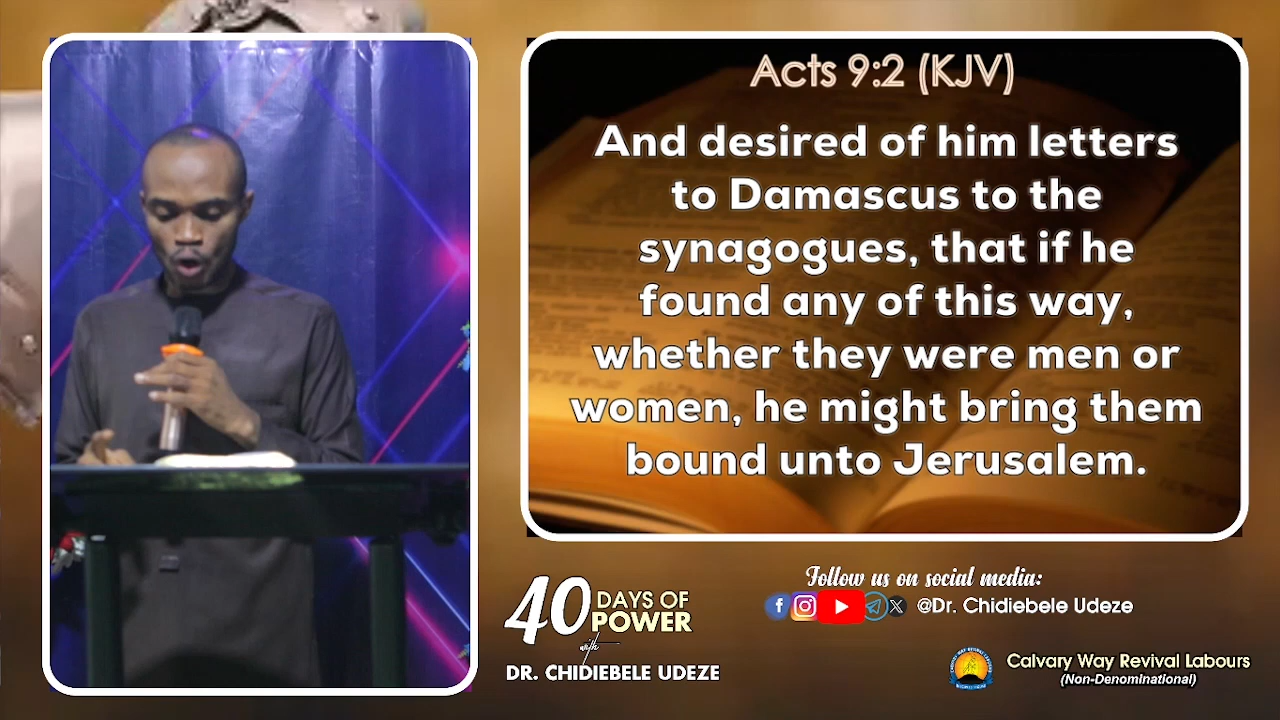 Acts 9:2 (KJV)
And desired of him letters
to Damascus to the
synagogues, that if he
found any of this way,
whether they were men or
women, he might bring them
bound unto Jerusalem.
40 DAYS OF
POWER
with
DR. CHIDIEBELE UDEZE
Follow us on social media:
@Dr. Chidiebele Udeze
Calvary Way Revival Labours
(Non-Denominational)